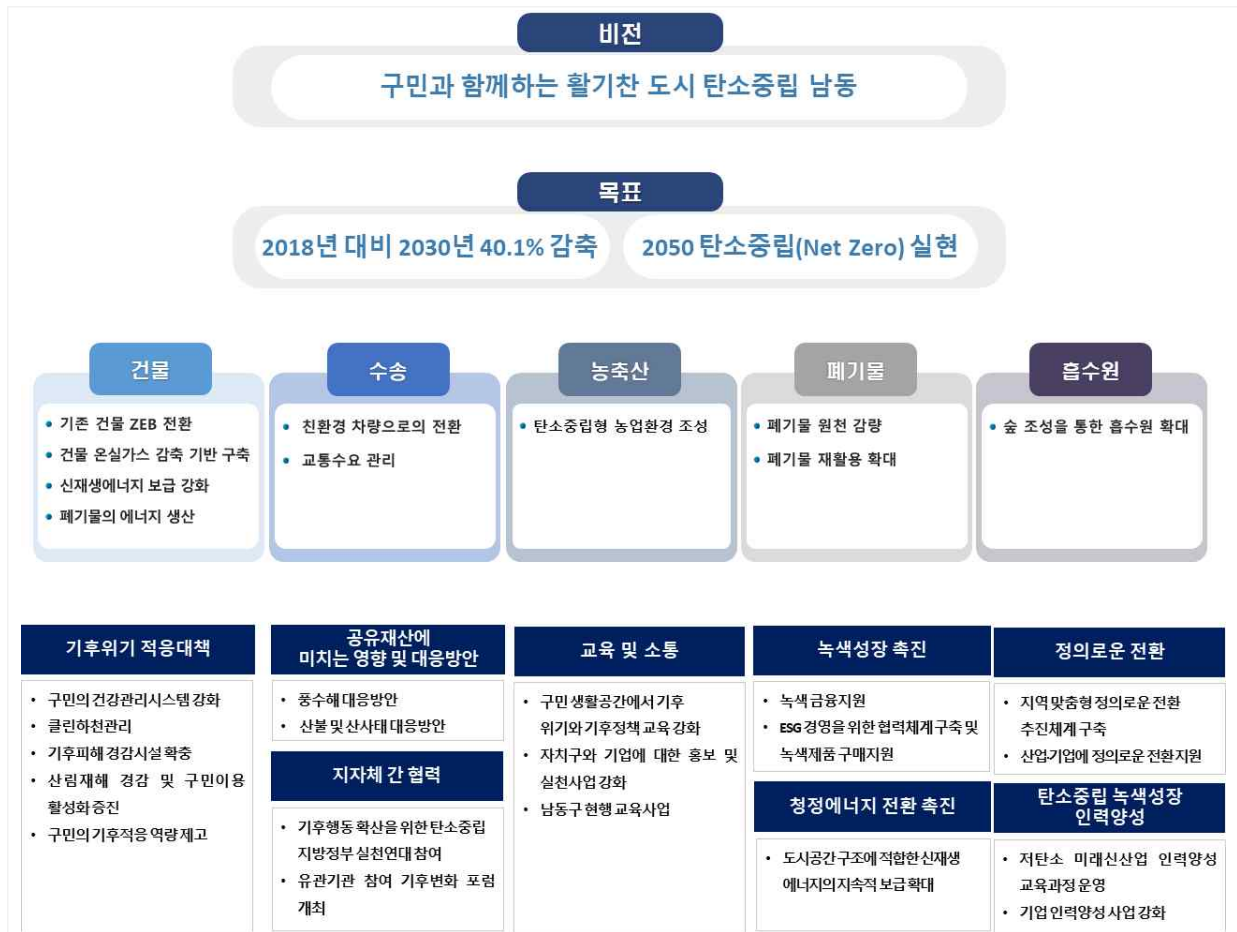 비전
구민과 함께하는 활기찬 도시 탄소중립 남동
목표
2018년 대비 2030년 40.1% 감축
2050 탄소중립(Net Zero) 실현
건물
• 기존 건물 ZEB 전환
• 건물 온실가스 감축 기반 구축
• 신재생에너지 보급 강화
• 폐기물의 에너지 생산
수송
• 친환경 차량으로의 전환
• 교통수요 관리
농축산
• 탄소중립형 농업환경 조성
폐기물
• 폐기물 원천 감량
• 폐기물 재활용 확대
흡수원
• 숲 조성을 통한 흡수원 확대
기후위기 적응대책
• 구민의 건강관리시스템 강화
• 클린하천관리
• 기후피해 경감시설 확충
• 산림재해 경감 및 구민이용
활성화 증진
• 구민의 기후적응 역량 제고
공유재산에
미치는 영향 및 대응방안
• 풍수해 대응방안
• 산불 및 산사태 대응방안
지자체 간 협력
• 기후행동 확산을 위한 탄소중립
지방정부 실천연대 참여
• 유관기관 참여 기후변화 포럼
개최
교육 및 소통
• 구민 생활공간에서 기후
위기와 기후정책 교육 강화
• 자치구와 기업에 대한 홍보 및
실천사업 강화
• 남동구 현행 교육사업
녹색성장 촉진
• 녹색 금융지원
• ESG 경영을 위한 협력체계 구축 및
녹색제품 구매지원
청정에너지 전환 촉진
• 도시공간 구조에 적합한 신재생
에너지의 지속적 보급 확대
정의로운 전환
• 지역 맞춤형 정의로운 전환
추진체계 구축
• 산업·기업에 정의로운 전환 지원
탄소중립 녹색성장
인력양성
• 저탄소 미래신산업 인력양성
교육과정 운영
• 기업 인력양성 사업 강화